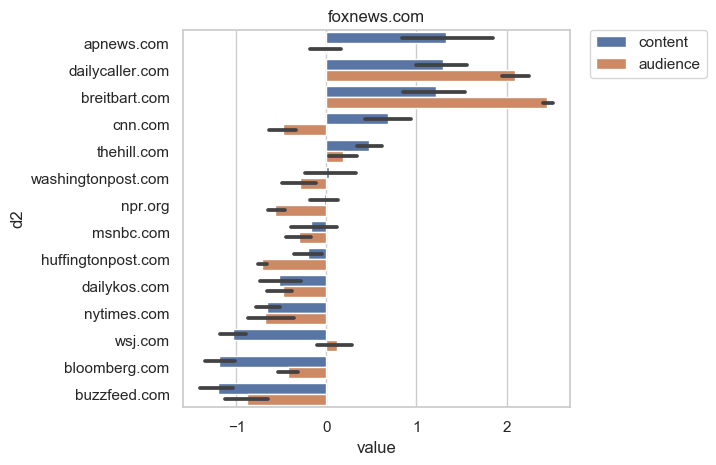 foxnews.com
content
audience
d2
apnews.com
dailycaller.com
breitbart.com
cnn.com
thehill.com
washingtonpost.com
npr.org
msnbc.com
huffingtonpost.com
dailykos.com
nytimes.com
wsj.com
bloomberg.com
buzzfeed.com
−1 0 1 2
value